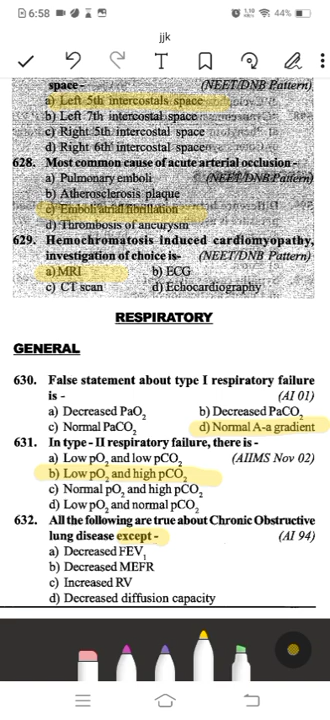 6:58
44%
jjk
T
space - (NEET/DNB Pattern)
a) Left 5th intercostals space
b) Left 7th intercostal space
c) Right 5th intercostal space
d) Right 6th intercostal space
628. Most common cause of acute arterial occlusion -
a) Pulmonary emboli (NEET/DNB Pattern)
b) Atherosclerosis plaque
c) Emboli atrial fibrillation
d) Thrombosis of ancurysm
629. Hemochromatosis induced cardiomyopathy,
investigation of choice is- (NEET/DNB Pattern)
a) MRI b) ECG
c) CT scan d) Echocardiography
RESPIRATORY
GENERAL
630. False statement about type I respiratory failure
is - (AI 01)
a) Decreased PaO₂ b) Decreased PaCO₂
c) Normal PaCO₂ d) Normal A-a gradient
631. In type - II respiratory failure, there is -
a) Low pO₂ and low pCO₂ (AIIMS Nov 02)
b) Low pO₂ and high pCO₂
c) Normal pO₂ and high pCO₂
d) Low pO₂ and normal pCO₂
632. All the following are true about Chronic Obstructive
lung disease except - (AI 94)
a) Decreased FEV₁
b) Decreased MEFR
c) Increased RV
d) Decreased diffusion capacity